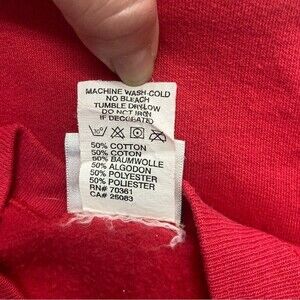 MACHINE WASH-COLD
NO BLEACH
TUMBLE DRY-LOW
DO NOT IRON
IF DECORATED
50% COTTON
50% COTON
50% BAUMWOLLE
50% ALGODON
50% POLYESTER
50% POLIESTER
RN# 70361
CA# 25083